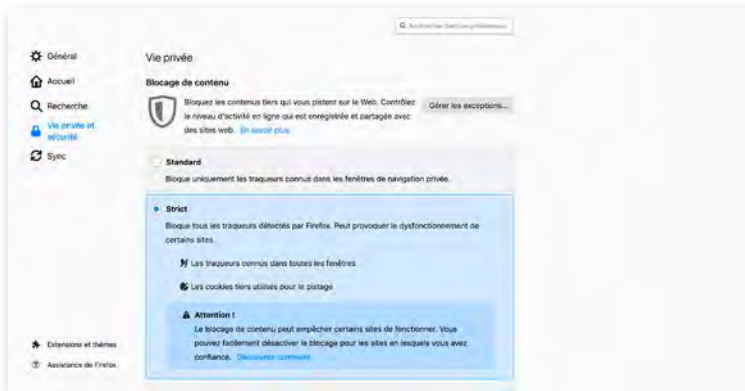 Rechercher dans les préférences
Général
Accueil
Recherche
Vie privée et
sécurité
Sync
Extensions et thèmes
Assistance de Firefox
Vie privée
Blocage de contenu
Bloquez les contenus tiers qui vous pistent sur le Web. Contrôlez
le niveau d'activité en ligne qui est enregistrée et partagée avec
des sites web. En savoir plus
Gérer les exceptions...
Standard
Bloque uniquement les traqueurs connus dans les fenêtres de navigation privée.
Strict
Bloque tous les traqueurs détectés par Firefox. Peut provoquer le dysfonctionnement de
certains sites.
Les traqueurs connus dans toutes les fenêtres
Les cookies tiers utilisés pour le pistage
Attention !
Le blocage de contenu peut empêcher certains sites de fonctionner. Vous
pouvez facilement désactiver le blocage pour les sites en lesquels vous avez
confiance. Découvrez comment